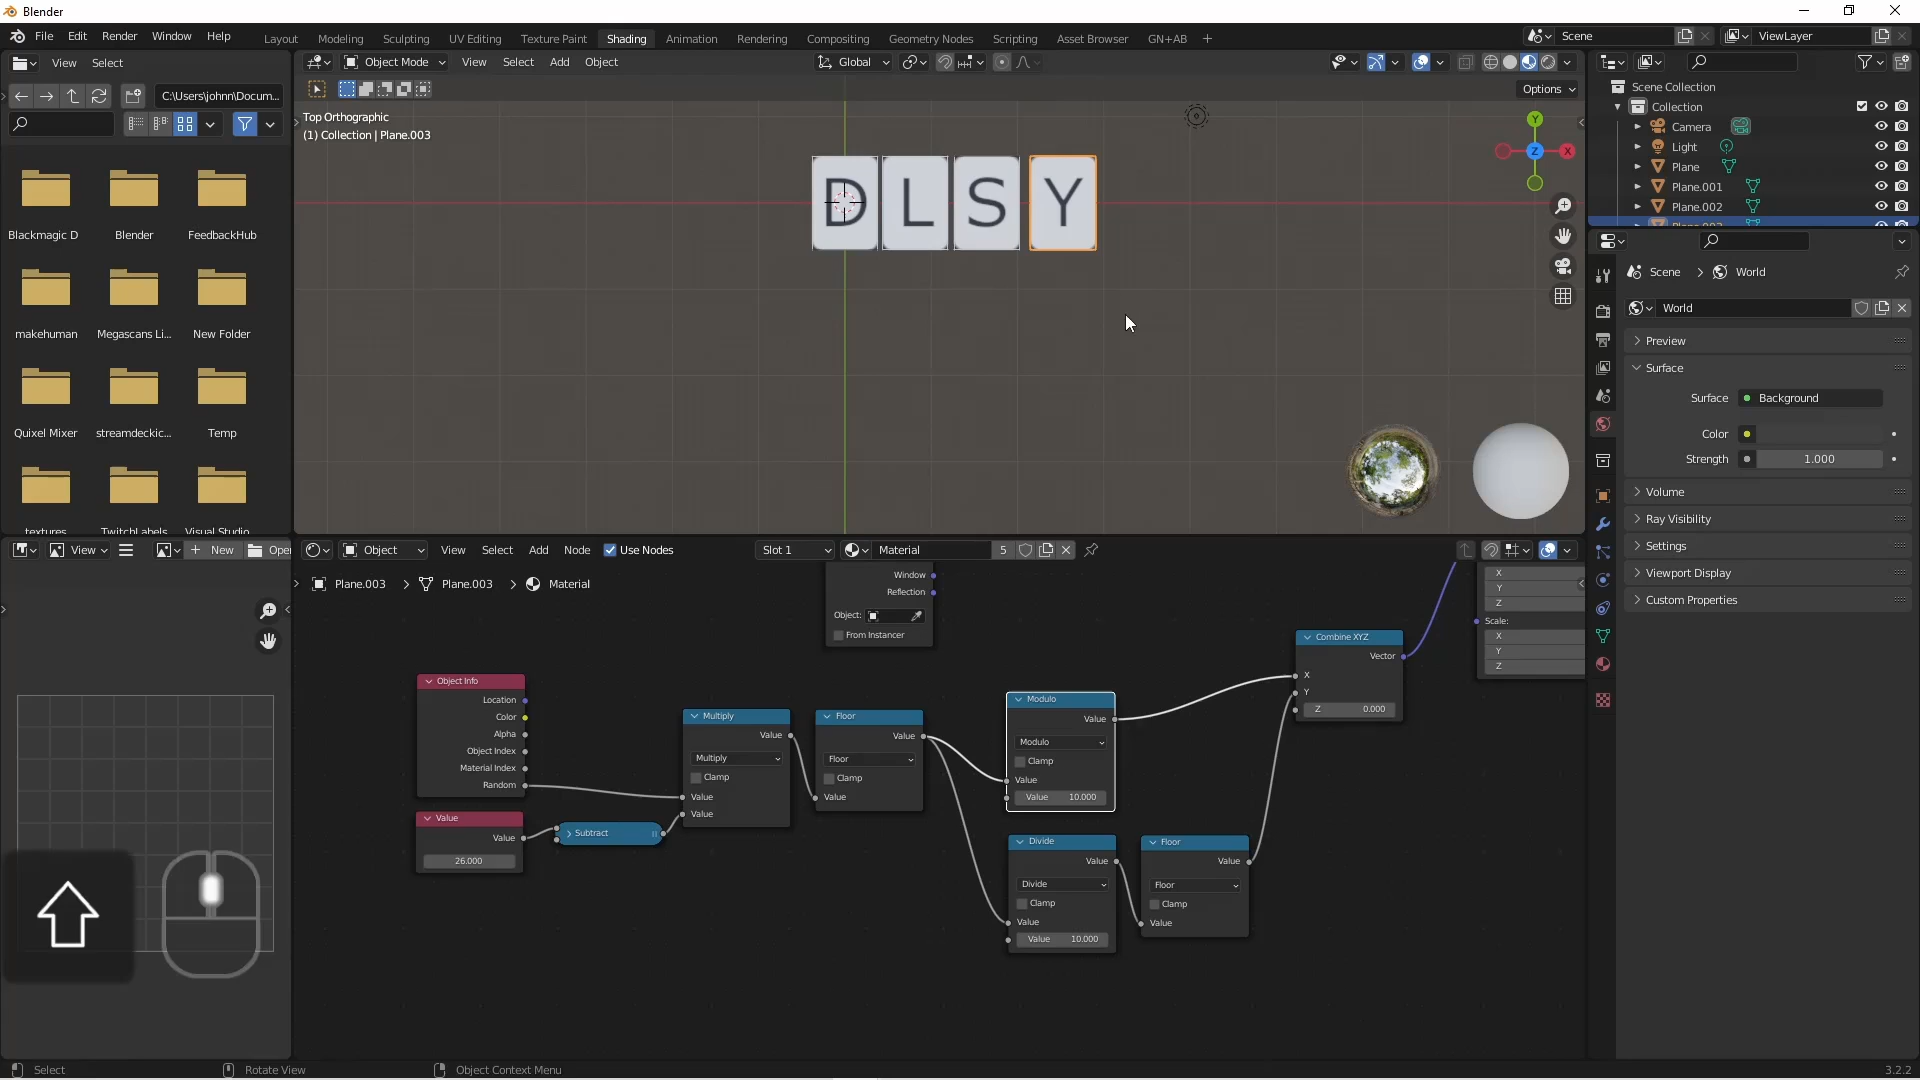 Blender
File Edit Render Window Help
Layout Modeling Sculpting UV Editing Texture Paint Shading Animation Rendering Compositing Geometry Nodes Scripting Asset Browser GN+AB +
Scene
ViewLayer
View Select
Object Mode View Select Add Object
Global
C:\Users\johnn\Docum...
Options
Top Orthographic
(1) Collection | Plane.003
D L S Y
Y
Z
X
Blackmagic D
Blender
FeedbackHub
makehuman
Megascans Li...
New Folder
Quixel Mixer
streamdeckic...
Temp
textures
TwitchLabels
Visual Studio
Scene Collection
Collection
Camera
Light
Plane
Plane.001
Plane.002
Scene > World
World
Preview
Surface
Surface Background
Color
Strength 1.000
Volume
Ray Visibility
Settings
Viewport Display
Custom Properties
View
+ New
Open
Object View Select Add Node Use Nodes
Slot 1
Material 5
Plane.003 > Plane.003 > Material
Window
Reflection
Object:
From Instancer
Object Info
Location
Color
Alpha
Object Index
Material Index
Random
Value
Value
26.000
Subtract
Multiply
Value
Multiply
Clamp
Value
Value
Floor
Value
Floor
Clamp
Value
Modulo
Value
Modulo
Clamp
Value
Value 10.000
Divide
Value
Divide
Clamp
Value
Value 10.000
Floor
Value
Floor
Clamp
Value
Combine XYZ
Vector
X
Y
Z 0.000
X
Y
Z
Scale:
X
Y
Z
Select
Rotate View
Object Context Menu
3.2.2